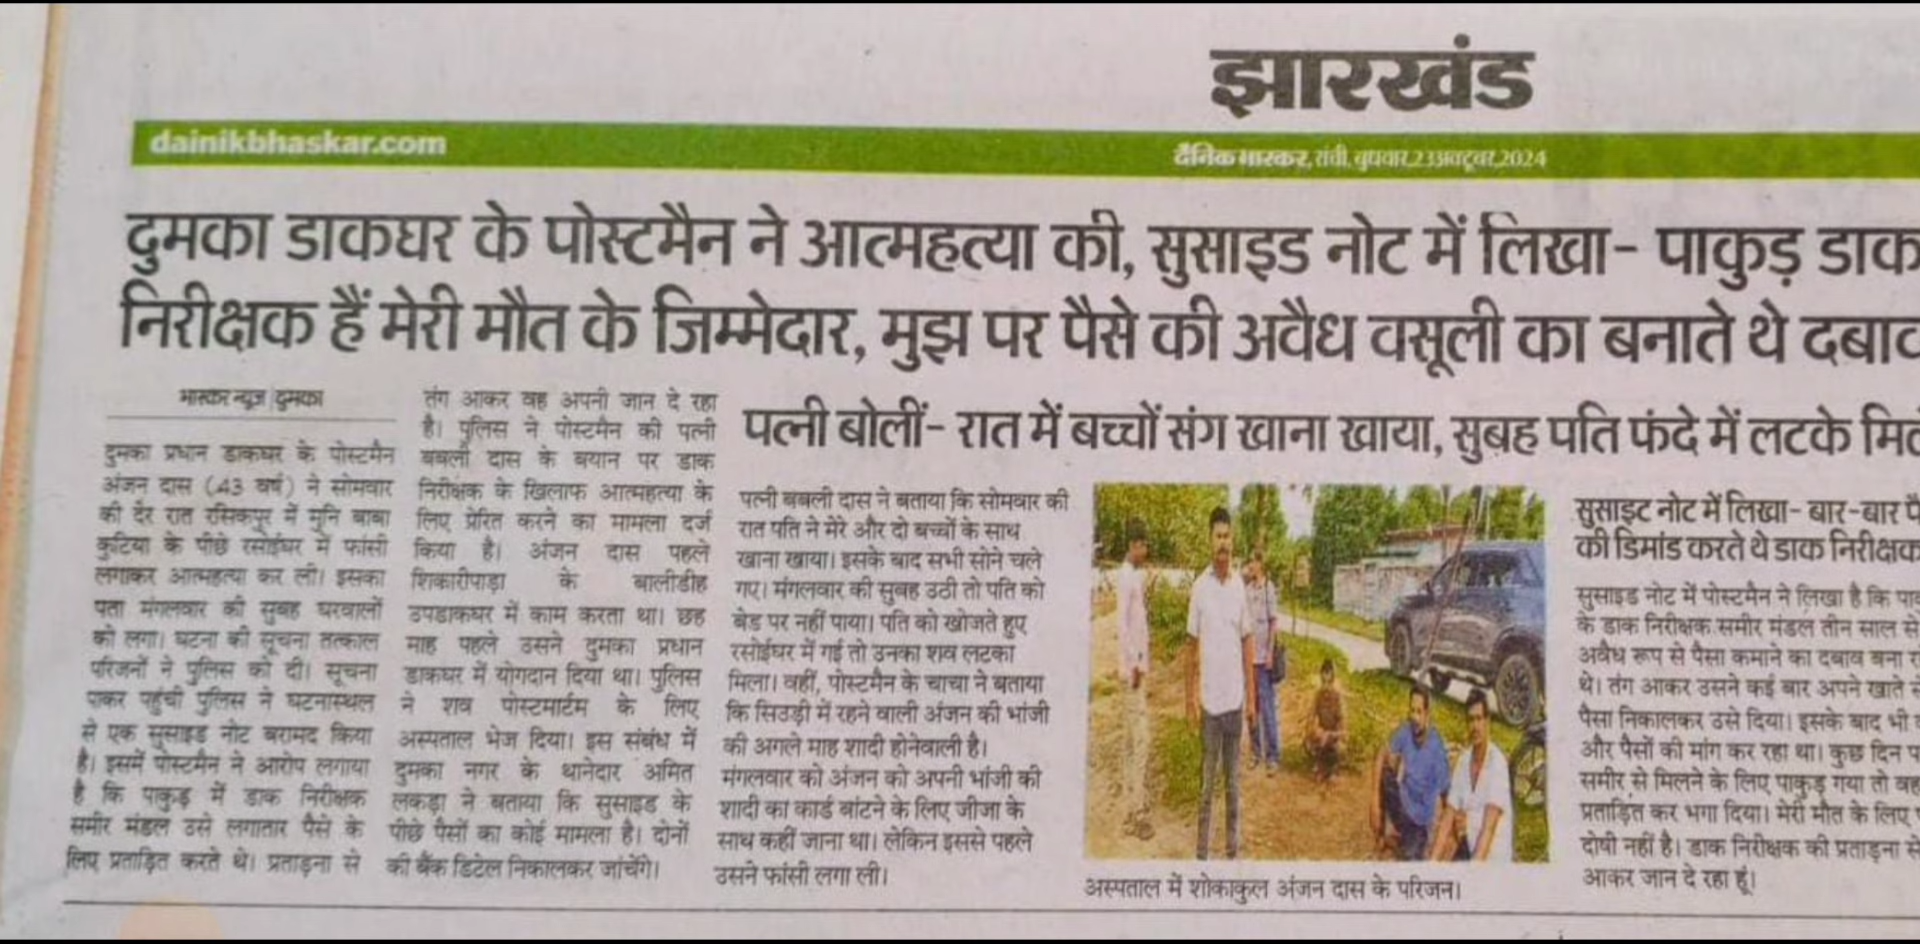 झारखंड
dainikbhaskar.com
दैनिक भास्कर, रांची, बुधवार, 23 अक्टूबर, 2024
दुमका डाकघर के पोस्टमैन ने आत्महत्या की, सुसाइड नोट में लिखा- पाकुड़ डाक
निरीक्षक हैं मेरी मौत के जिम्मेदार, मुझ पर पैसे की अवैध वसूली का बनाते थे दबाव
भास्कर न्यूज | दुमका
दुमका प्रधान डाकघर के पोस्टमैन
अंजन दास (43 वर्ष) ने सोमवार
की देर रात रसिकपुर में मुनि बाबा
कुटिया के पीछे रसोईघर में फांसी
लगाकर आत्महत्या कर ली। इसका
पता मंगलवार की सुबह घरवालों
को लगा। घटना की सूचना तत्काल
परिजनों ने पुलिस को दी। सूचना
पाकर पहुंची पुलिस ने घटनास्थल
से एक सुसाइड नोट बरामद किया
है। इसमें पोस्टमैन ने आरोप लगाया
है कि पाकुड़ में डाक निरीक्षक
समीर मंडल उसे लगातार पैसे के
लिए प्रताड़ित करते थे। प्रताड़ना से
तंग आकर वह अपनी जान दे रहा
है। पुलिस ने पोस्टमैन की पत्नी
बबली दास के बयान पर डाक
निरीक्षक के खिलाफ आत्महत्या के
लिए प्रेरित करने का मामला दर्ज
किया है। अंजन दास पहले
शिकारीपाड़ा के बालीडीह
उपडाकघर में काम करता था। छह
माह पहले उसने दुमका प्रधान
डाकघर में योगदान दिया था। पुलिस
ने शव पोस्टमार्टम के लिए
अस्पताल भेज दिया। इस संबंध में
दुमका नगर के थानेदार अमित
लकड़ा ने बताया कि सुसाइड के
पीछे पैसों का कोई मामला है। दोनों
की बैंक डिटेल निकालकर जांचेंगे।
पत्नी बोलीं- रात में बच्चों संग खाना खाया, सुबह पति फंदे में लटके
पत्नी बबली दास ने बताया कि सोमवार की
रात पति ने मेरे और दो बच्चों के साथ
खाना खाया। इसके बाद सभी सोने चले
गए। मंगलवार की सुबह उठी तो पति को
बेड पर नहीं पाया। पति को खोजते हुए
रसोईघर में गई तो उनका शव लटका
मिला। वहीं, पोस्टमैन के चाचा ने बताया
कि सिउड़ी में रहने वाली अंजन की भांजी
की अगले माह शादी होनेवाली है।
मंगलवार को अंजन को अपनी भांजी की
शादी का कार्ड बांटने के लिए जीजा के
साथ कहीं जाना था। लेकिन इससे पहले
उसने फांसी लगा ली।
अस्पताल में शोकाकुल अंजन दास के परिजन।
सुसाइट नोट में लिखा- बार-बार
की डिमांड करते थे डाक निरीक्षक
सुसाइड नोट में पोस्टमैन ने लिखा है कि
के डाक निरीक्षक समीर मंडल तीन साल से
अवैध रूप से पैसा कमाने का दबाव बना
थे। तंग आकर उसने कई बार अपने खाते से
पैसा निकालकर उसे दिया। इसके बाद भी
और पैसों की मांग कर रहा था। कुछ दिन
समीर से मिलने के लिए पाकुड़ गया तो वह
प्रताड़ित कर भगा दिया। मेरी मौत के लिए
दोषी नहीं है। डाक निरीक्षक की प्रताड़ना से
आकर जान दे रहा हूं।